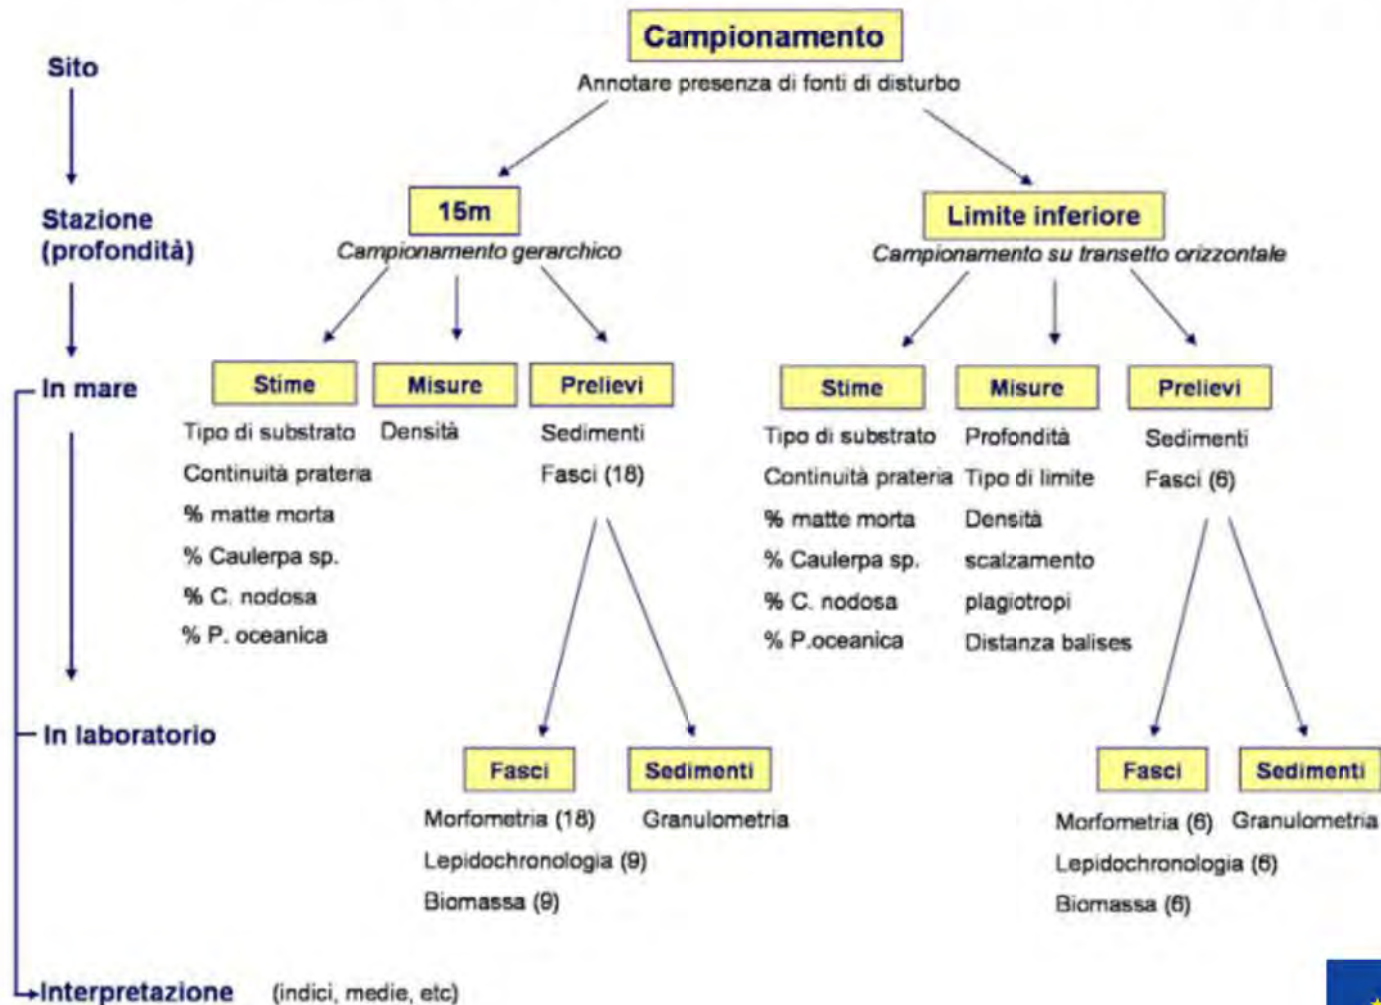 Campionamento
Annotare presenza di fonti di disturbo
Sito
Stazione
(profondità)
15m
Campionamento gerarchico
Limite inferiore
Campionamento su transetto orizzontale
In mare
Stime
Tipo di substrato
Continuità prateria
% matte morta
% Caulerpa sp.
% C. nodosa
% P. oceanica
Misure
Densità
Prelievi
Sedimenti
Fasci (18)
Stime
Tipo di substrato
Continuità prateria
% matte morta
% Caulerpa sp.
% C. nodosa
% P.oceanica
Misure
Profondità
Tipo di limite
Densità
scalzamento
plagiotropi
Distanza balises
Prelievi
Sedimenti
Fasci (6)
In laboratorio
Fasci
Morfometria (18)
Lepidochronologia (9)
Biomassa (9)
Sedimenti
Granulometria
Fasci
Morfometria (6)
Lepidochronologia (6)
Biomassa (6)
Sedimenti
Granulometria
Interpretazione (indici, medie, etc)